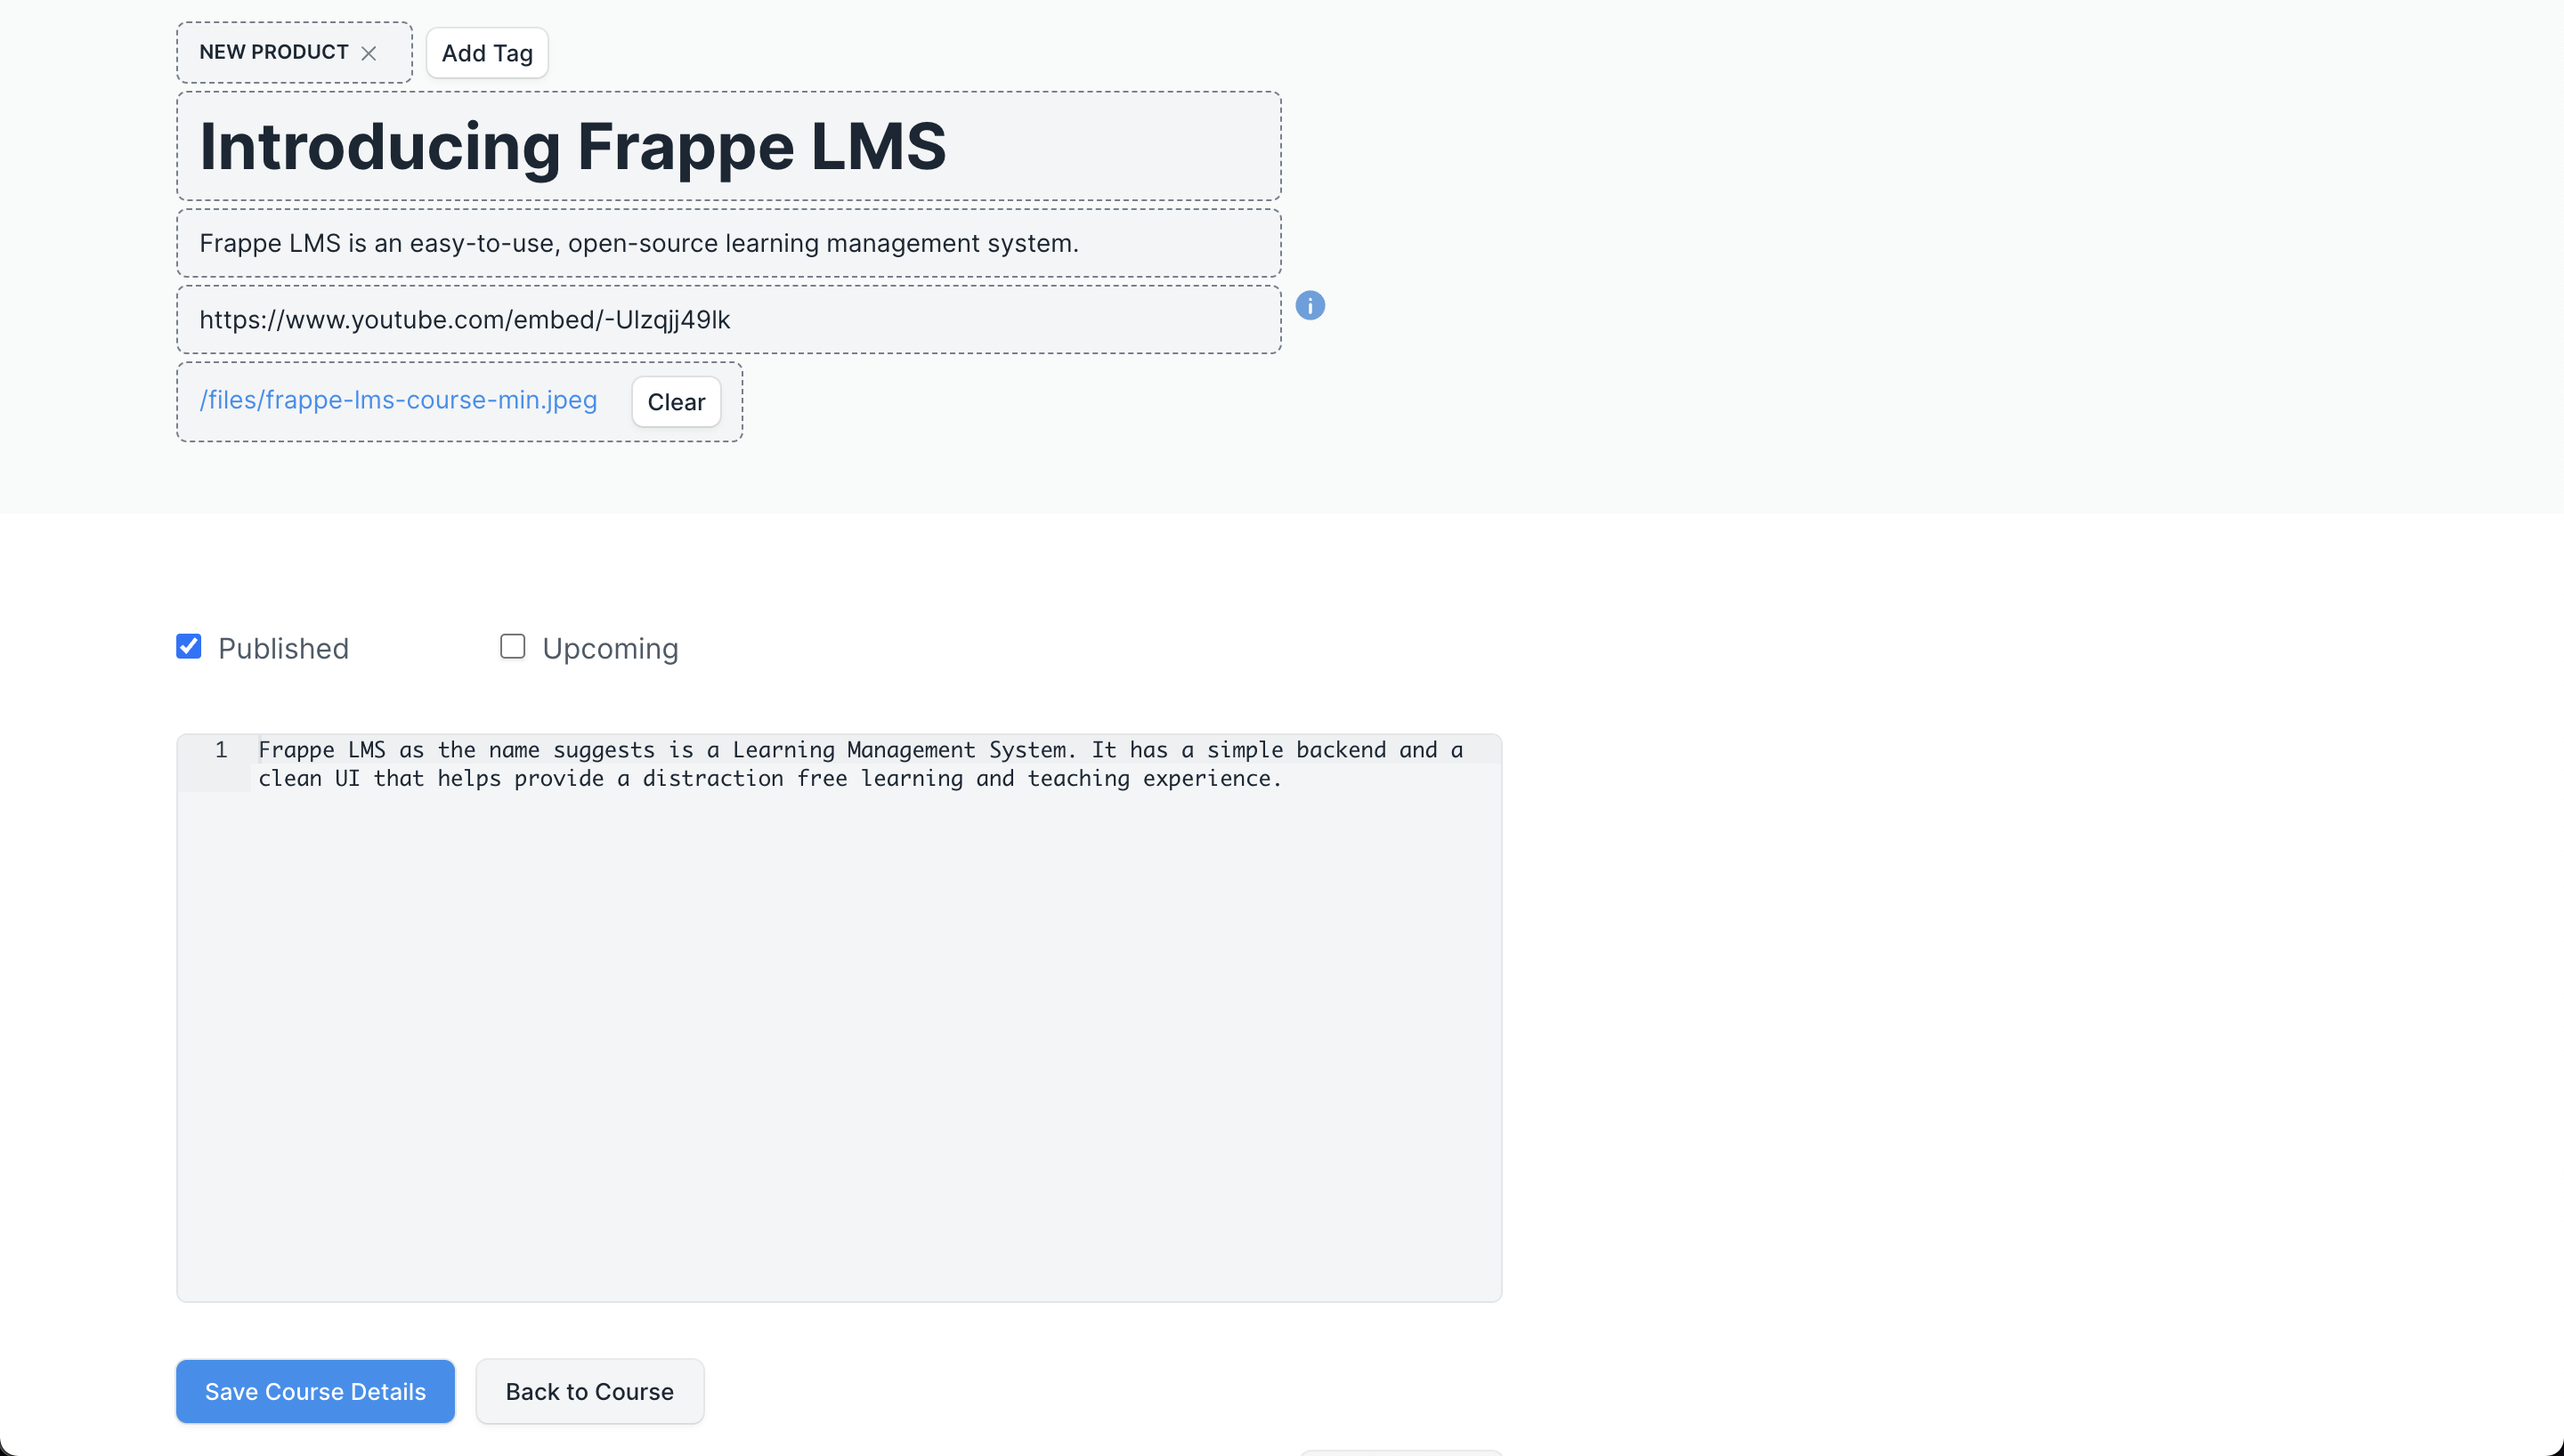 NEW PRODUCT
Add Tag
Introducing Frappe LMS
Frappe LMS is an easy-to-use, open-source learning management system.
https://www.youtube.com/embed/-Ulzqjj49lk
/files/frappe-lms-course-min.jpeg
Clear
Published
Upcoming
1
Frappe LMS as the name suggests is a Learning Management System. It has a simple backend and a
clean UI that helps provide a distraction free learning and teaching experience.
Save Course Details
Back to Course